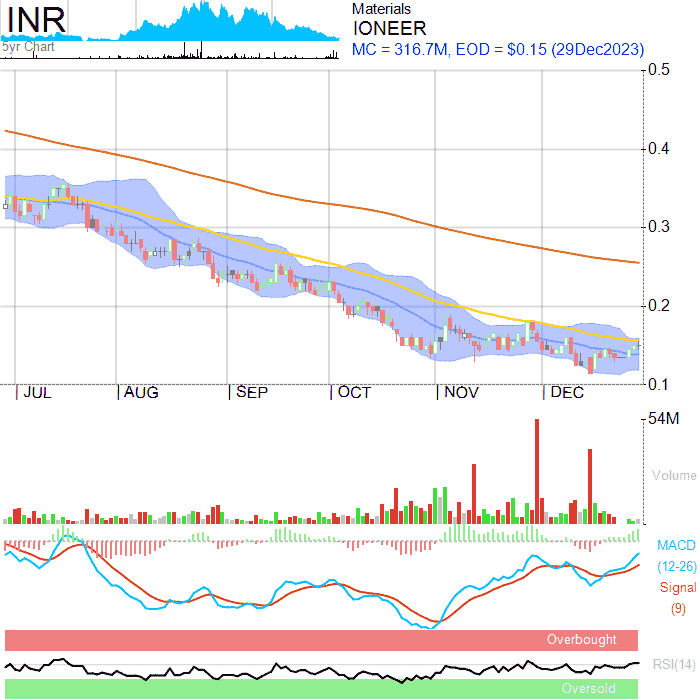 INR
5yr Chart
Materials
IONEER
MC = 316.7M, EOD = $0.15 (29Dec2023)
0.5
0.4
0.3
0.2
0.1
JUL AUG SEP OCT NOV DEC
54M
Volume
MACD
(12-26)
Signal
(9)
Overbought
RSI(14)
Oversold